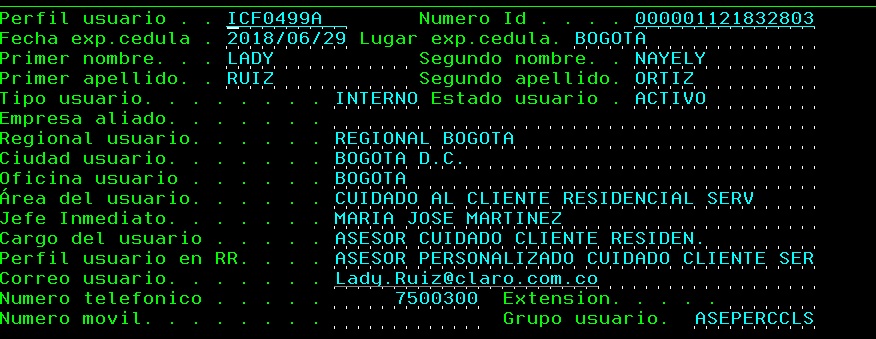 Perfil usuario . . ICF0499A Numero Id . . . . 000001121832803
Fecha exp.cedula . 2018/06/29 Lugar exp.cedula. BOGOTA
Primer nombre. . . LADY Segundo nombre. . NAYELY
Primer apellido. . RUIZ Segundo apellido. ORTIZ
Tipo usuario. . . . . . . . INTERNO Estado usuario . ACTIVO
Empresa aliado. . . . . . .
Regional usuario. . . . . . REGIONAL BOGOTA
Ciudad usuario. . . . . . . BOGOTA D.C.
Oficina usuario . . . . . . BOGOTA
Área del usuario. . . . . . CUIDADO AL CLIENTE RESIDENCIAL SERV
Jefe Inmediato. . . . . . . MARIA JOSE MARTINEZ
Cargo del usuario . . . . . ASESOR CUIDADO CLIENTE RESIDEN.
Perfil usuario en RR. . . . ASESOR PERSONALIZADO CUIDADO CLIENTE SER
Correo usuario. . . . . . . Lady.Ruiz@claro.com.co
Numero telefonico . . . . . 7500300 Extension. . . . .
Numero movil. . . . . . . . Grupo usuario. ASEPERCCLS